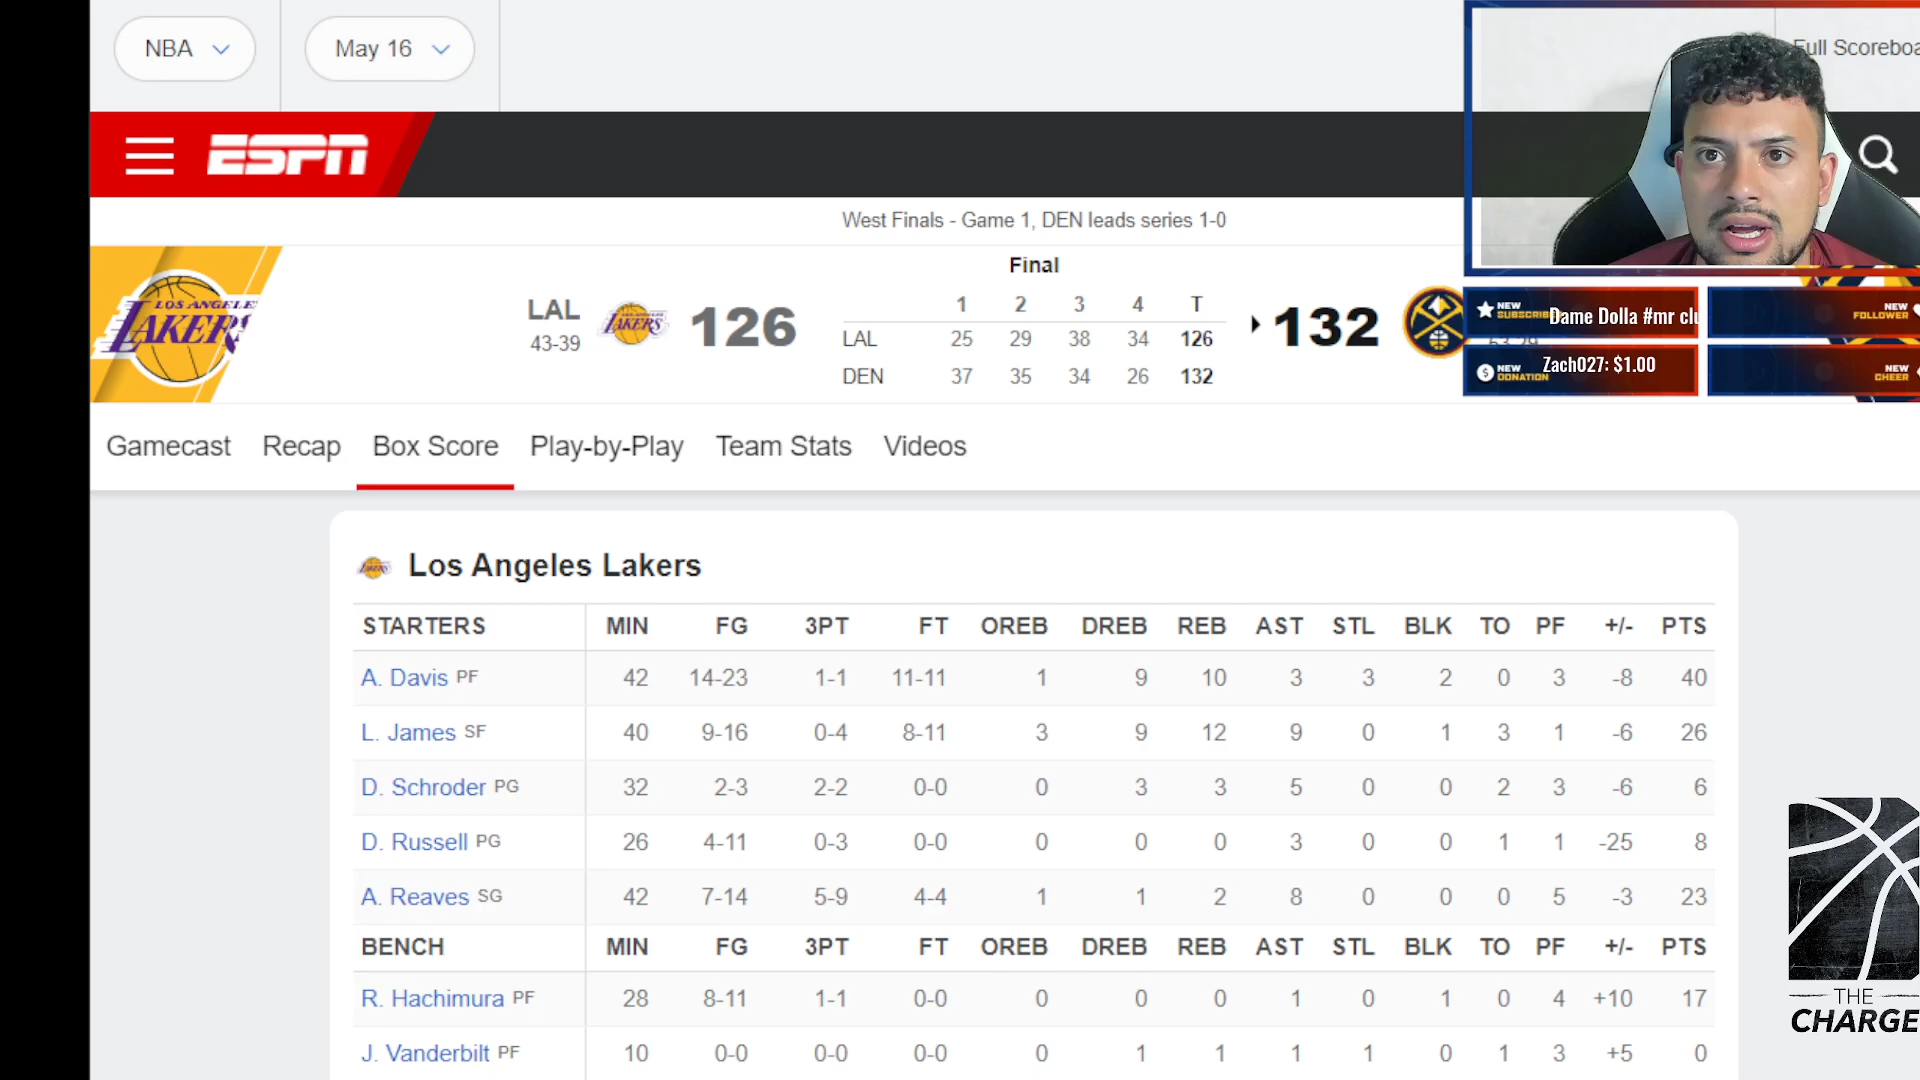 NBA
May 16
Full Scoreboa
ESPN
West Finals - Game 1, DEN leads series 1-0
Final
LOS ANGELES
LAKERS
LAL
43-39
LAKERS
126
1 2 3 4 T
LAL 25 29 38 34 126
DEN 37 35 34 26 132
132
NEW SUBSCRIB Dame Dolla #mr clu
NEW FOLLOWER
NEW DONATION Zach027: $1.00
NEW CHEER
Gamecast Recap Box Score Play-by-Play Team Stats Videos
Los Angeles Lakers
STARTERS MIN FG 3PT FT OREB DREB REB AST STL BLK TO PF +/- PTS
A. Davis PF 42 14-23 1-1 11-11 1 9 10 3 3 2 0 3 -8 40
L. James SF 40 9-16 0-4 8-11 3 9 12 9 0 1 3 1 -6 26
D. Schroder PG 32 2-3 2-2 0-0 0 3 3 5 0 0 2 3 -6 6
D. Russell PG 26 4-11 0-3 0-0 0 0 0 3 0 0 1 1 -25 8
A. Reaves SG 42 7-14 5-9 4-4 1 1 2 8 0 0 0 5 -3 23
BENCH MIN FG 3PT FT OREB DREB REB AST STL BLK TO PF +/- PTS
R. Hachimura PF 28 8-11 1-1 0-0 0 0 0 1 0 1 0 4 +10 17
J. Vanderbilt PF 10 0-0 0-0 0-0 0 1 1 1 1 0 1 3 +5 0
THE
CHARGE